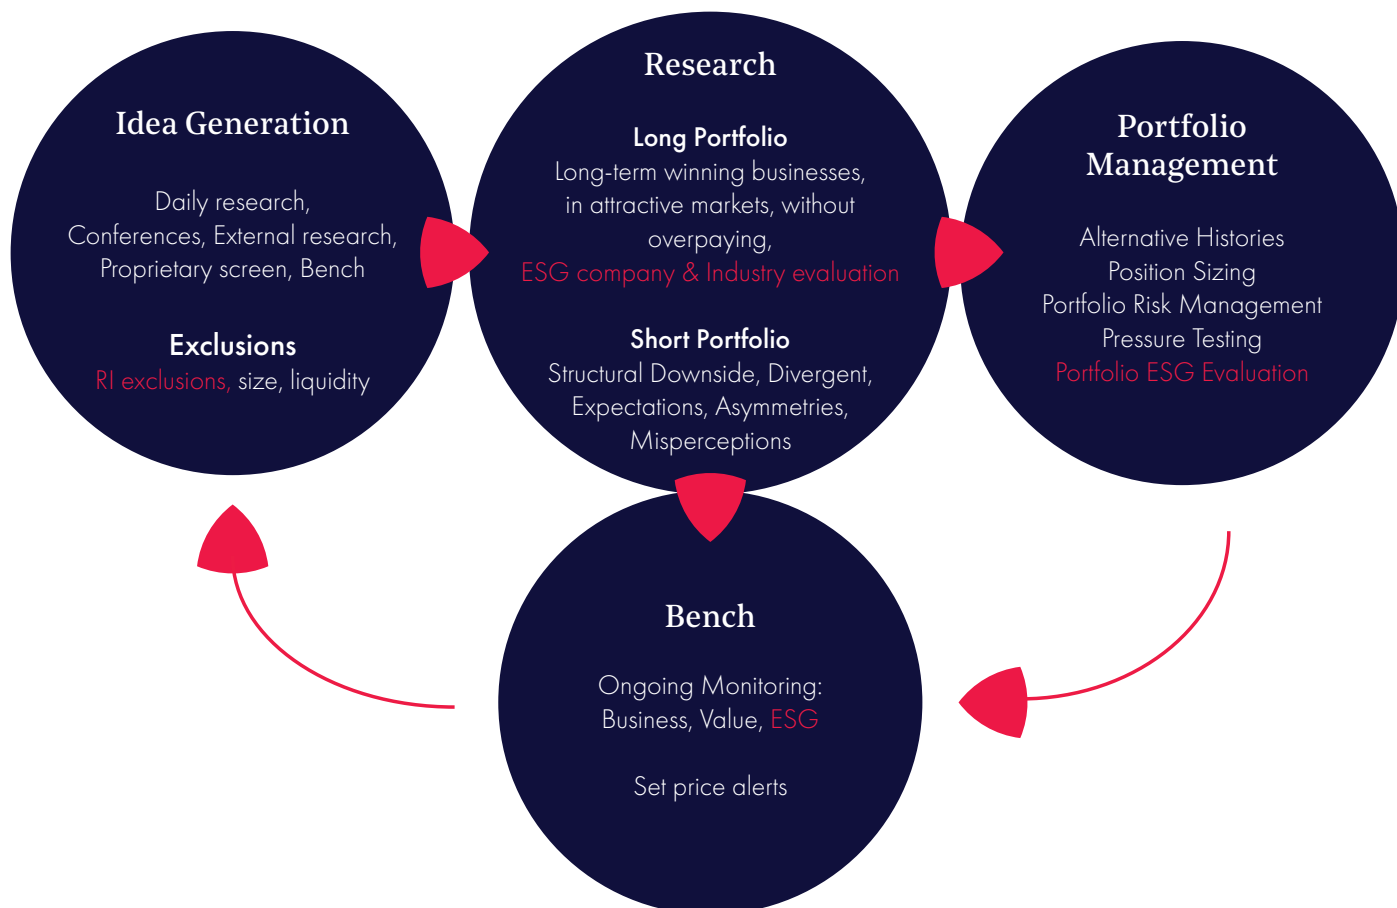 Idea Generation
Daily research,
Conferences, External research,
Proprietary screen, Bench
Exclusions
RI exclusions, size, liquidity
Research
Long Portfolio
Long-term winning businesses,
in attractive markets, without
overpaying,
ESG company & Industry evaluation
Short Portfolio
Structural Downside, Divergent,
Expectations, Asymmetries,
Misperceptions
Portfolio
Management
Alternative Histories
Position Sizing
Portfolio Risk Management
Pressure Testing
Portfolio ESG Evaluation
Bench
Ongoing Monitoring:
Business, Value, ESG
Set price alerts